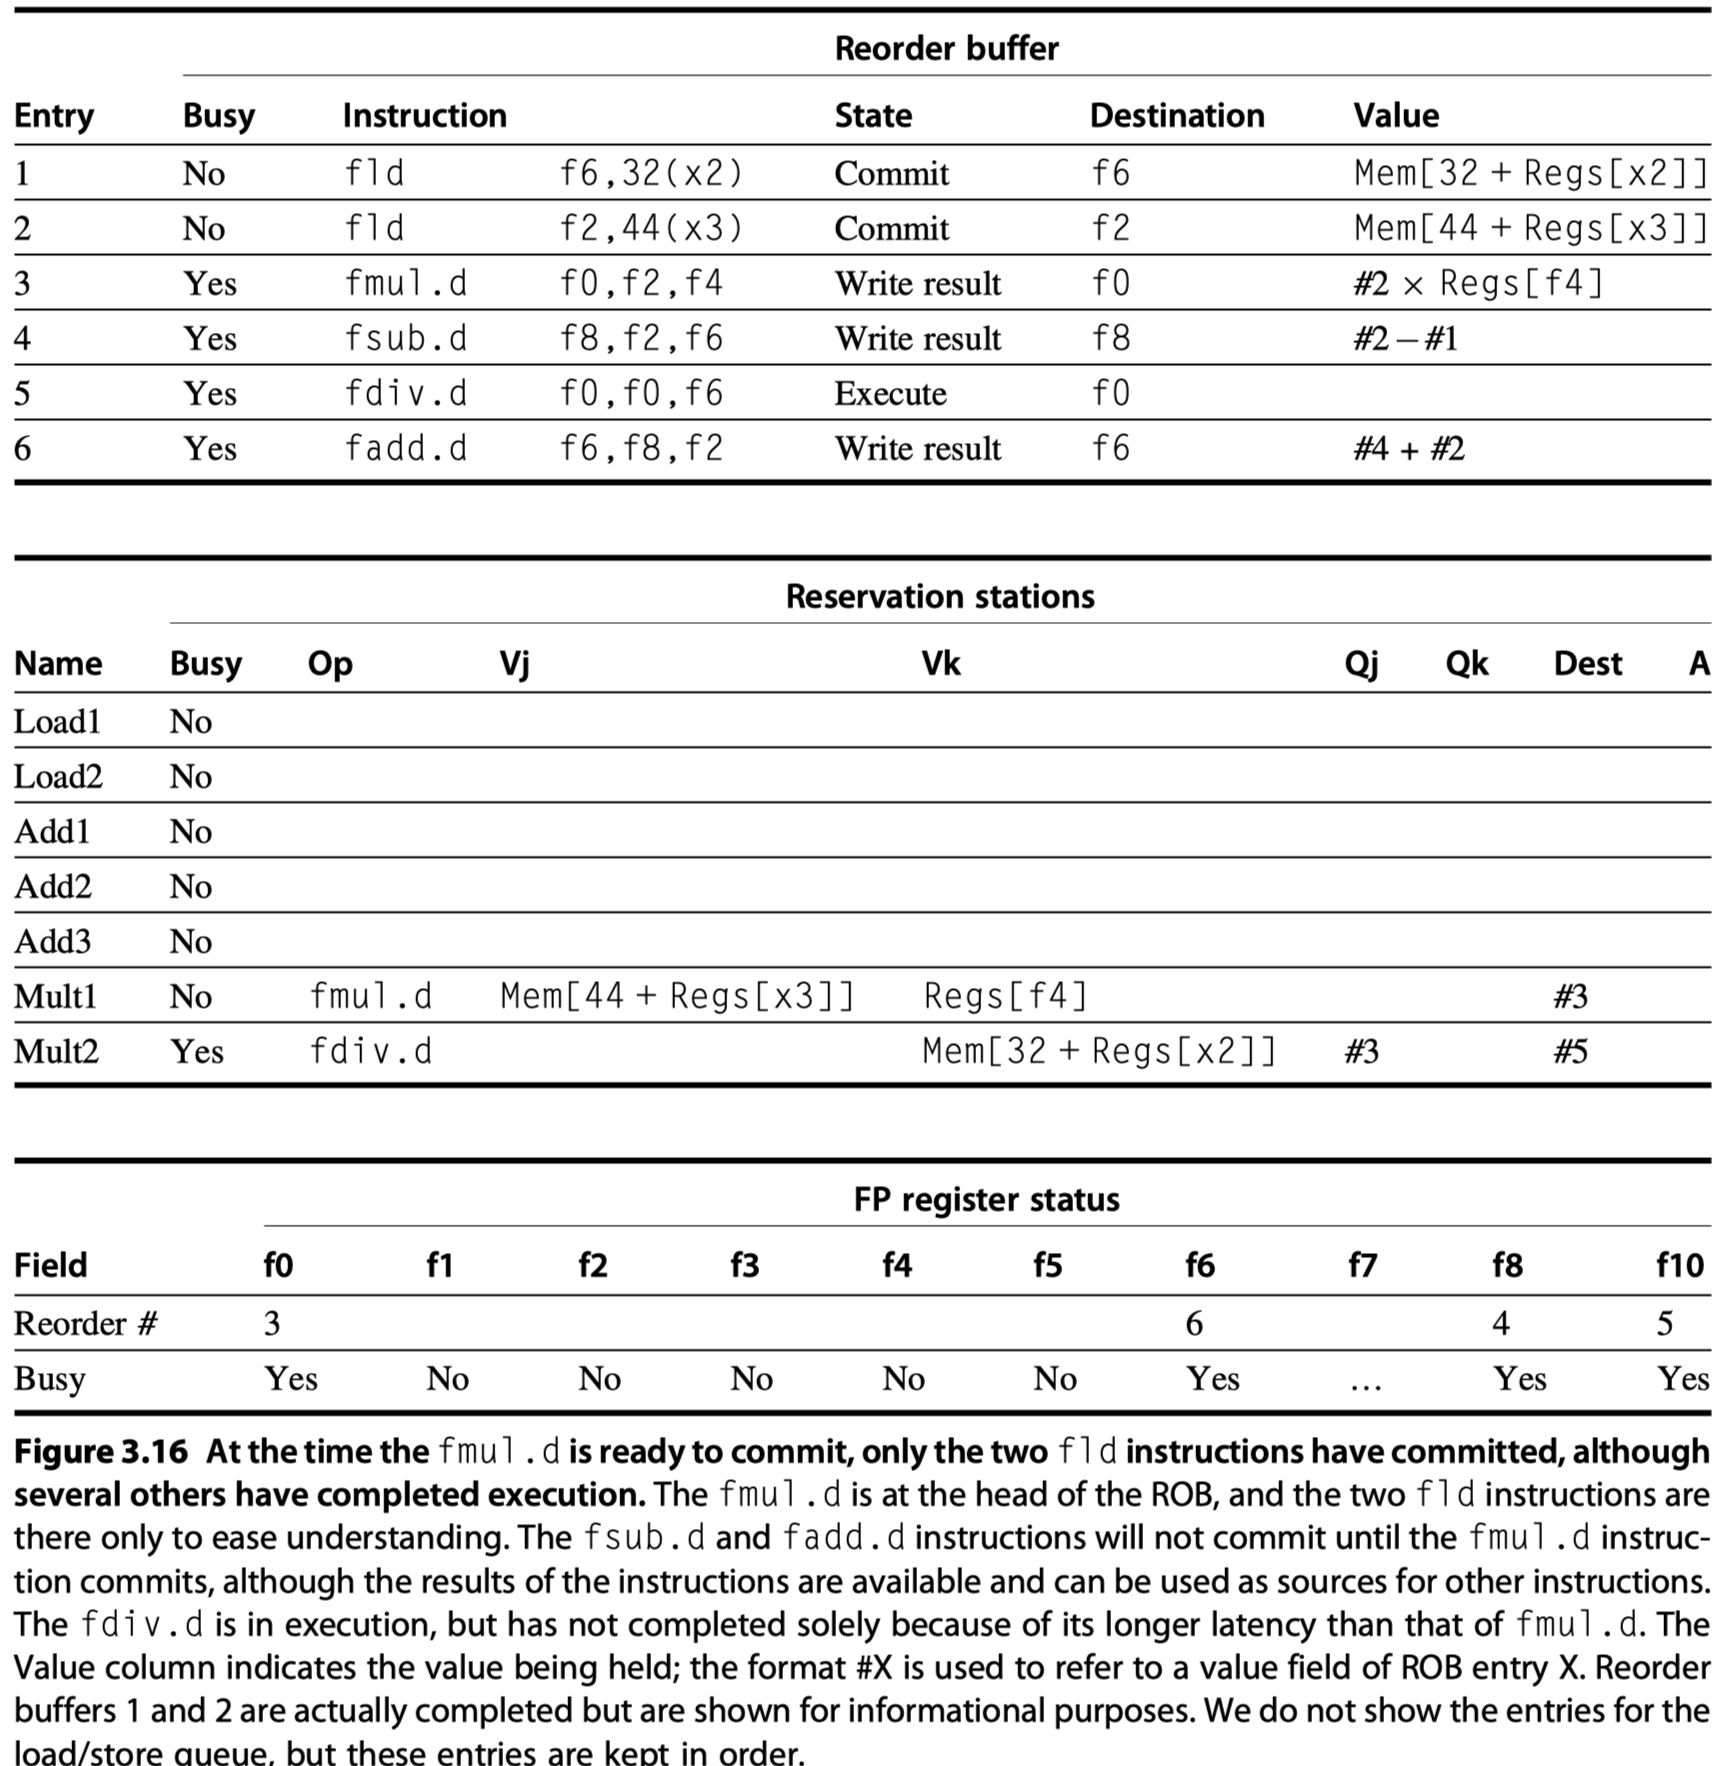 Reorder buffer
Entry Busy Instruction State Destination Value
1 No fld f6,32(x2) Commit f6 Mem[32 + Regs[x2]]
2 No fld f2,44(x3) Commit f2 Mem[44 + Regs[x3]]
3 Yes fmul.d f0,f2,f4 Write result f0 #2 × Regs[f4]
4 Yes fsub.d f8,f2,f6 Write result f8 #2 – #1
5 Yes fdiv.d f0,f0,f6 Execute f0
6 Yes fadd.d f6,f8,f2 Write result f6 #4 + #2
Reservation stations
Name Busy Op Vj Vk Qj Qk Dest A
Load1 No
Load2 No
Add1 No
Add2 No
Add3 No
Mult1 No fmul.d Mem[44 + Regs[x3]] Regs[f4] #3
Mult2 Yes fdiv.d Mem[32 + Regs[x2]] #3 #5
FP register status
Field f0 f1 f2 f3 f4 f5 f6 f7 f8 f10
Reorder # 3 6 4 5
Busy Yes No No No No No Yes … Yes Yes
Figure 3.16 At the time the fmul.d is ready to commit, only the two fld instructions have committed, although
several others have completed execution. The fmul.d is at the head of the ROB, and the two fld instructions are
there only to ease understanding. The fsub.d and fadd.d instructions will not commit until the fmul.d instruc-
tion commits, although the results of the instructions are available and can be used as sources for other instructions.
The fdiv.d is in execution, but has not completed solely because of its longer latency than that of fmul.d. The
Value column indicates the value being held; the format #X is used to refer to a value field of ROB entry X. Reorder
buffers 1 and 2 are actually completed but are shown for informational purposes. We do not show the entries for the
load/store queue, but these entries are kept in order.